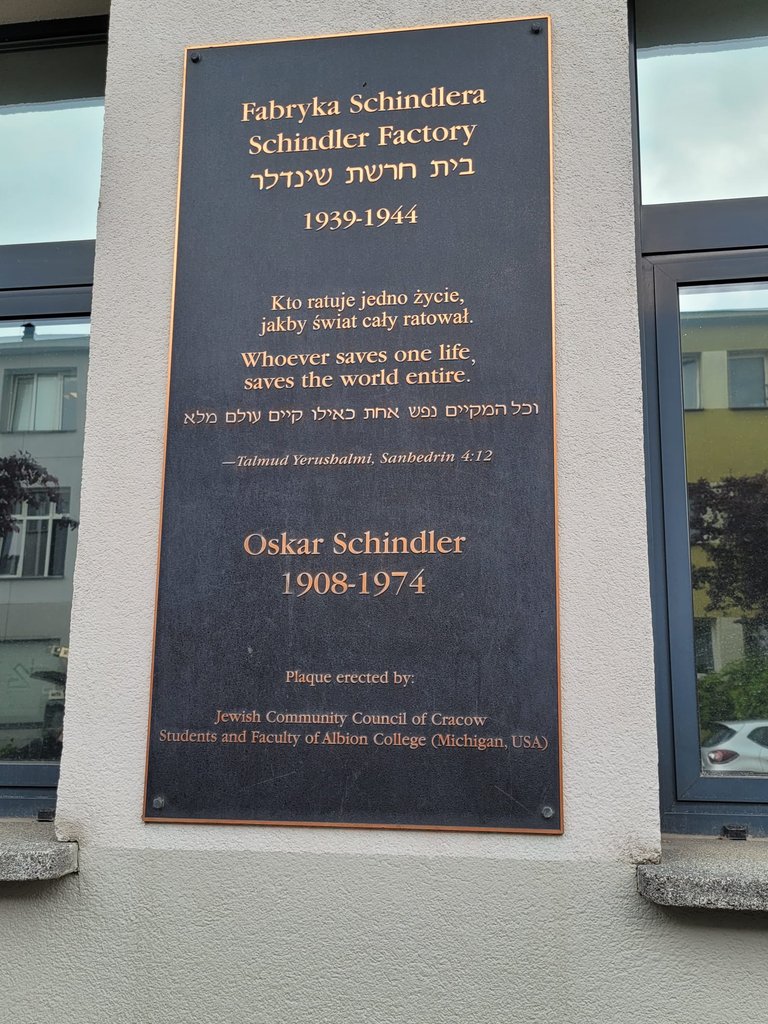 Fabryka Schindlera
Schindler Factory
בית חרשת שינדלר
1939-1944
Kto ratuje jedno życie,
jakby świat cały ratował.
Whoever saves one life,
saves the world entire.
וכל המקיים נפש אחת כאילו קיים עולם מלא
—Talmud Yerushalmi, Sanhedrin 4:12
Oskar Schindler
1908-1974
Plaque erected by:
Jewish Community Council of Cracow
Students and Faculty of Albion College (Michigan, USA)